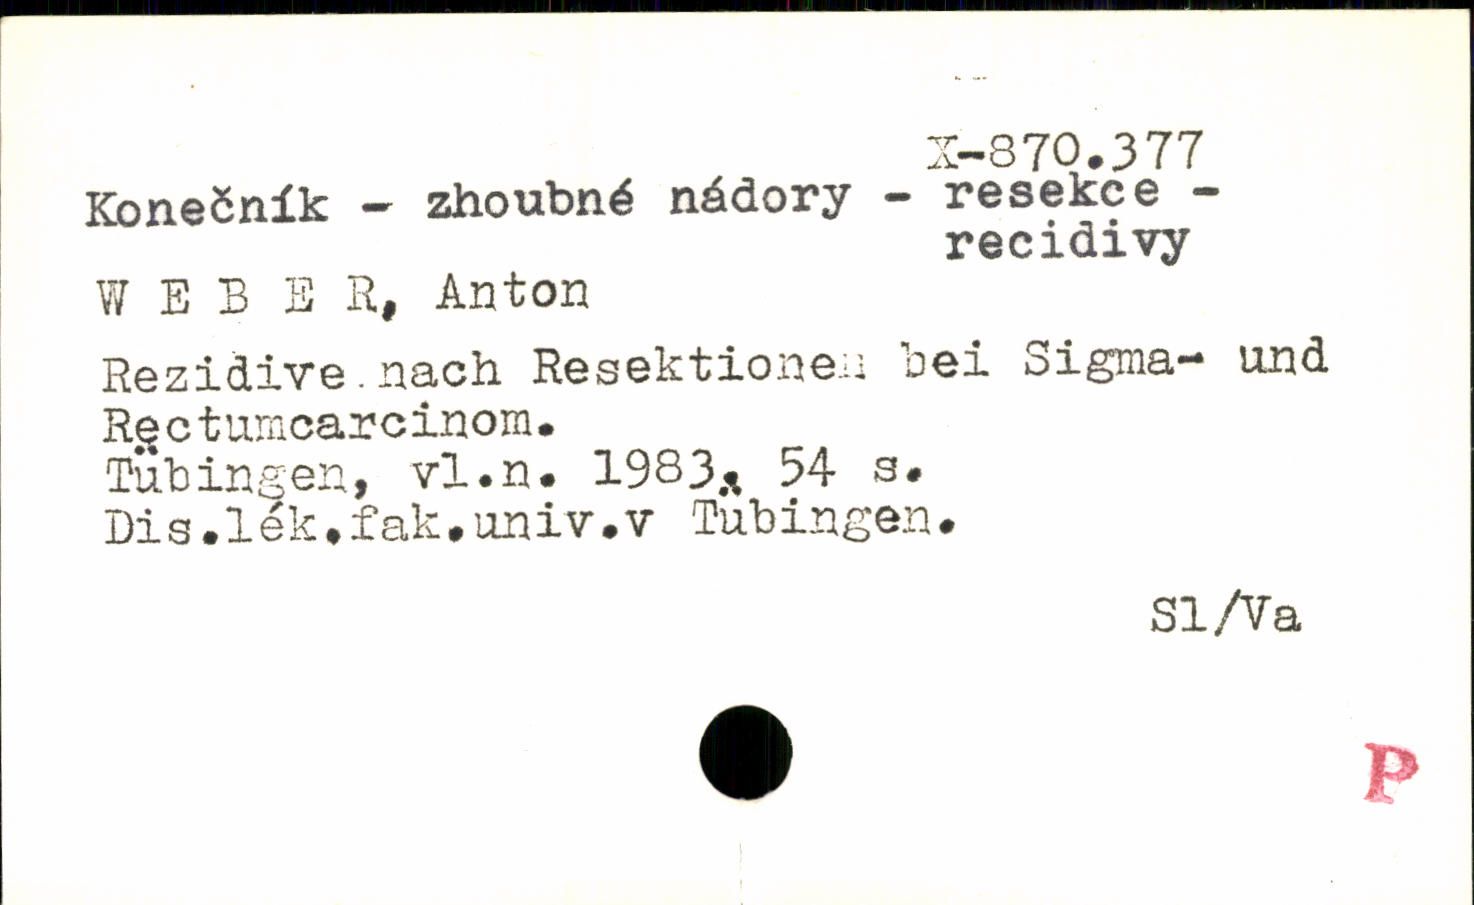 X-870.377
Konečník - zhoubné nádory - resekce -
recidivy
W E B E R, Anton
Rezidive nach Resektionen bei Sigma- und
Rectumcarcinom.
Tübingen, vl.n. 1983. 54 s.
Dis.lék.fak.univ.v Tübingen.
Sl/Va
P